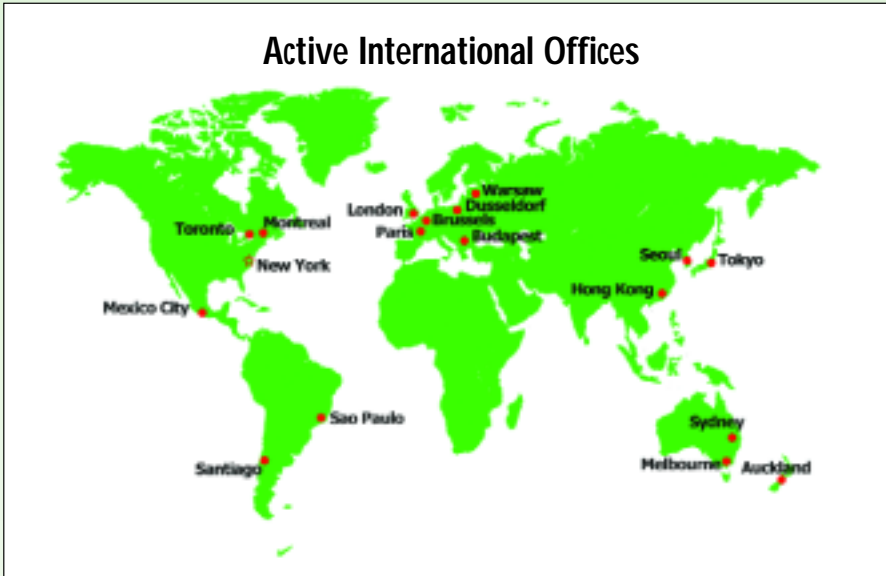 Active International Offices
Warsaw
London
Dusseldorf
Brussels
Toronto
Montreal
Paris
Budapest
New York
Seoul
Tokyo
Hong Kong
Mexico City
Sao Paulo
Sydney
Santiago
Melbourne
Auckland